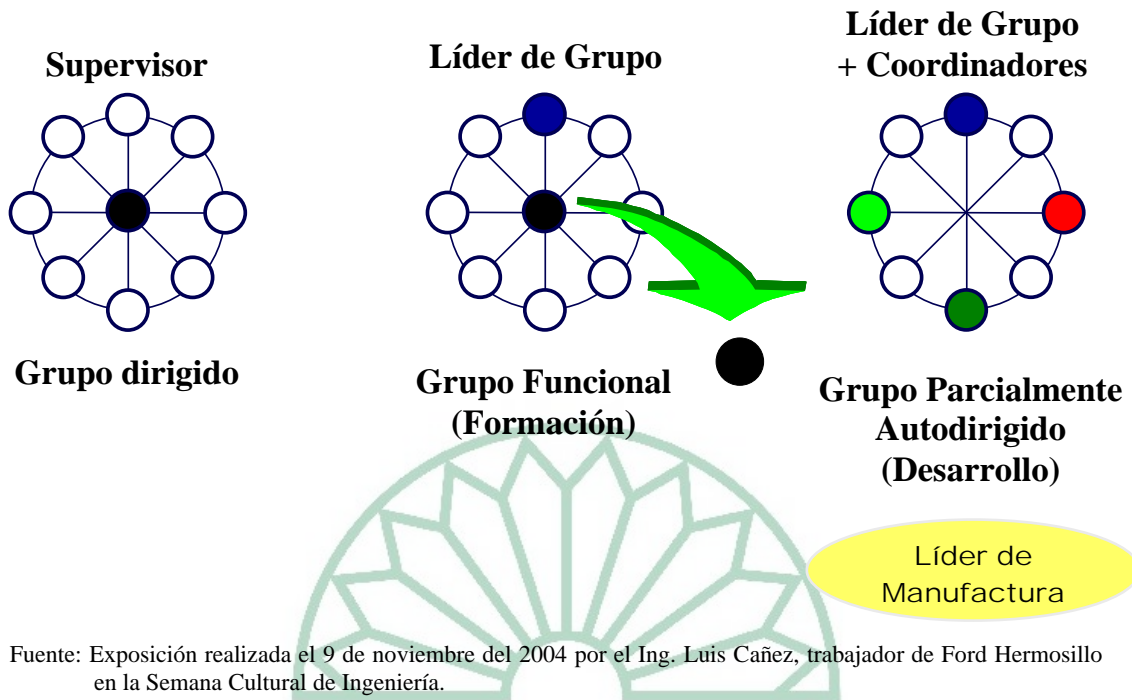 Supervisor
Líder de Grupo
Líder de Grupo
+ Coordinadores
Grupo dirigido
Grupo Funcional
(Formación)
Grupo Parcialmente
Autodirigido
(Desarrollo)
Líder de
Manufactura
Fuente: Exposición realizada el 9 de noviembre del 2004 por el Ing. Luis Cañez, trabajador de Ford Hermosillo
en la Semana Cultural de Ingeniería.